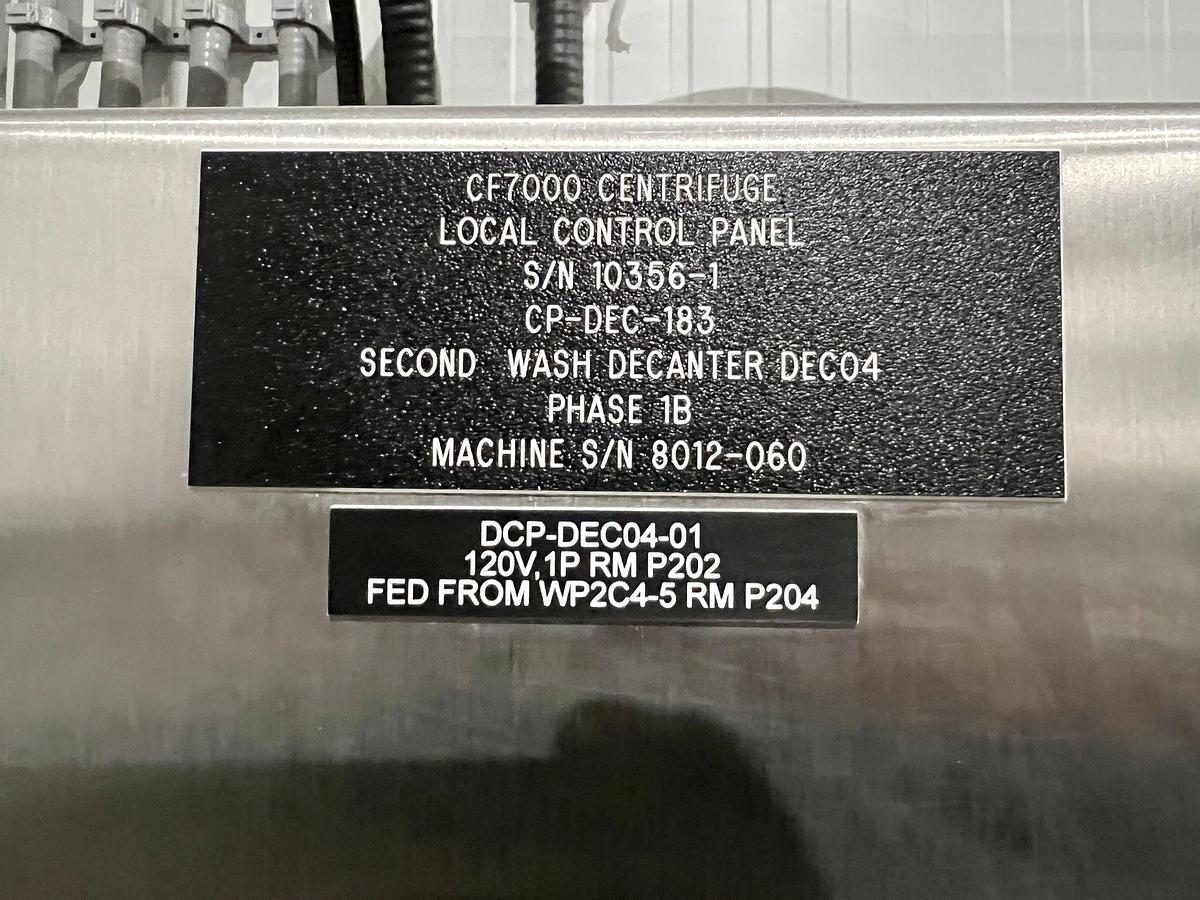 CF7000 CENTRIFUGE
LOCAL CONTROL PANEL
S/N 10356-1
CP-DEC-183
SECOND WASH DECANTER DEC04
PHASE 1B
MACHINE S/N 8012-060
DCP-DEC04-01
120V,1P RM P202
FED FROM WP2C4-5 RM P204